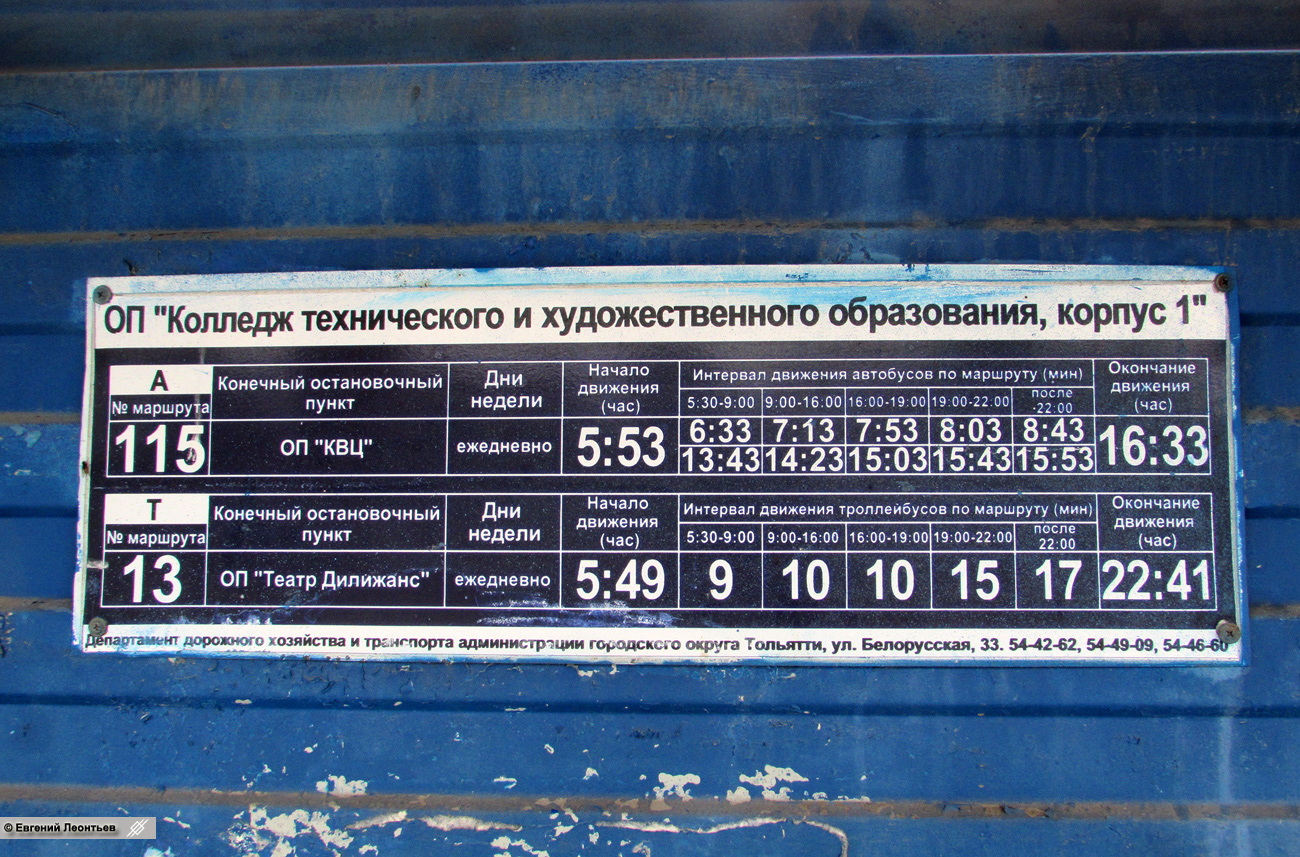 ОП "Колледж технического и художественного образования, корпус 1"
А
№ маршрута
Конечный остановочный
пункт
Дни
недели
Начало
движения
(час)
Интервал движения автобусов по маршруту (мин)
5:30-9:00 9:00-16:00 16:00-19:00 19:00-22:00 после
22:00
Окончание
движения
(час)
115 ОП "КВЦ" ежедневно 5:53
6:33 7:13 7:53 8:03 8:43
13:43 14:23 15:03 15:43 15:53
16:33
Т
№ маршрута
Конечный остановочный
пункт
Дни
недели
Начало
движения
(час)
Интервал движения троллейбусов по маршруту (мин)
5:30-9:00 9:00-16:00 16:00-19:00 19:00-22:00 после
22:00
Окончание
движения
(час)
13 ОП "Театр Дилижанс" ежедневно 5:49 9 10 10 15 17 22:41
Департамент дорожного хозяйства и транспорта администрации городского округа Тольятти, ул. Белорусская, 33. 54-42-62, 54-49-09, 54-46-60
© Евгений Леонтьев